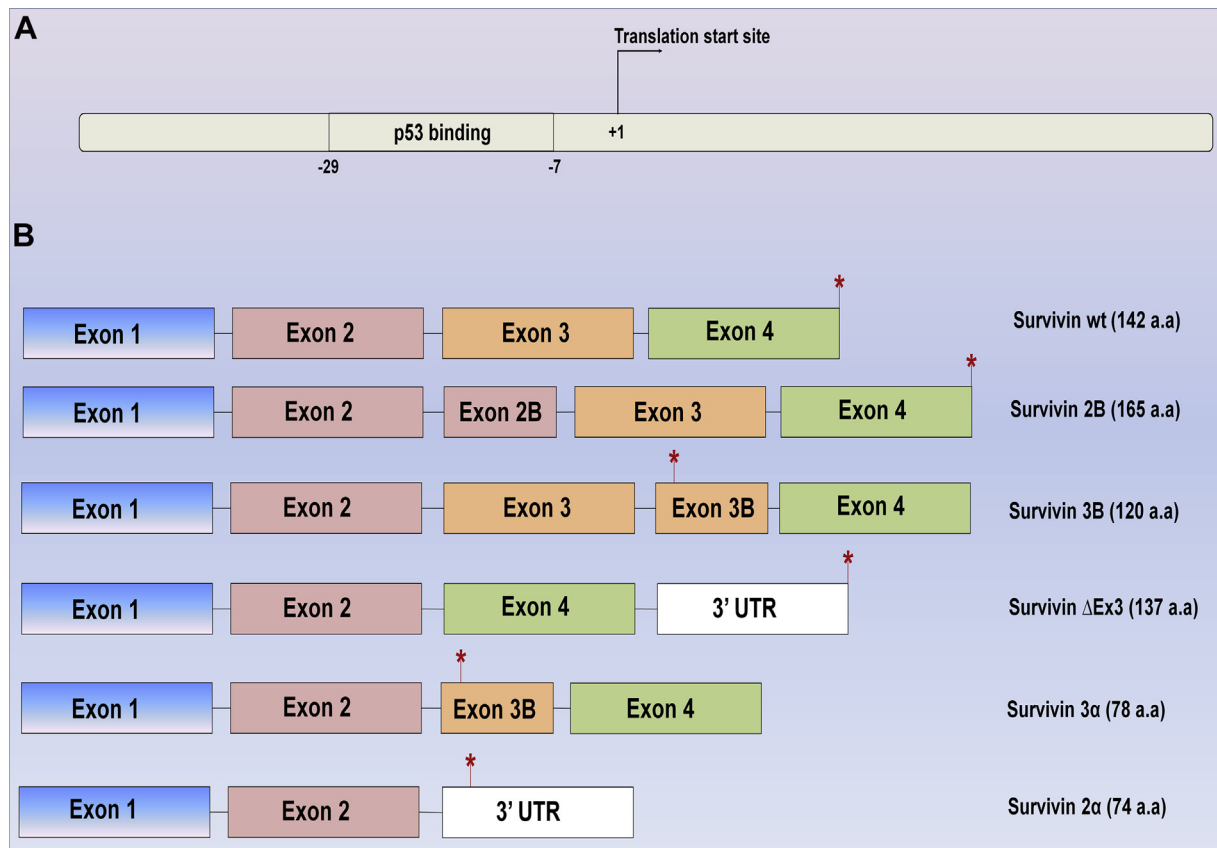 A
Translation start site
p53 binding
+1
-29
-7
B
*
Exon 1 Exon 2 Exon 3 Exon 4 Survivin wt (142 a.a)
*
Exon 1 Exon 2 Exon 2B Exon 3 Exon 4 Survivin 2B (165 a.a)
*
Exon 1 Exon 2 Exon 3 Exon 3B Exon 4 Survivin 3B (120 a.a)
*
Exon 1 Exon 2 Exon 4 3’ UTR Survivin ΔEx3 (137 a.a)
*
Exon 1 Exon 2 Exon 3B Exon 4 Survivin 3α (78 a.a)
*
Exon 1 Exon 2 3’ UTR Survivin 2α (74 a.a)